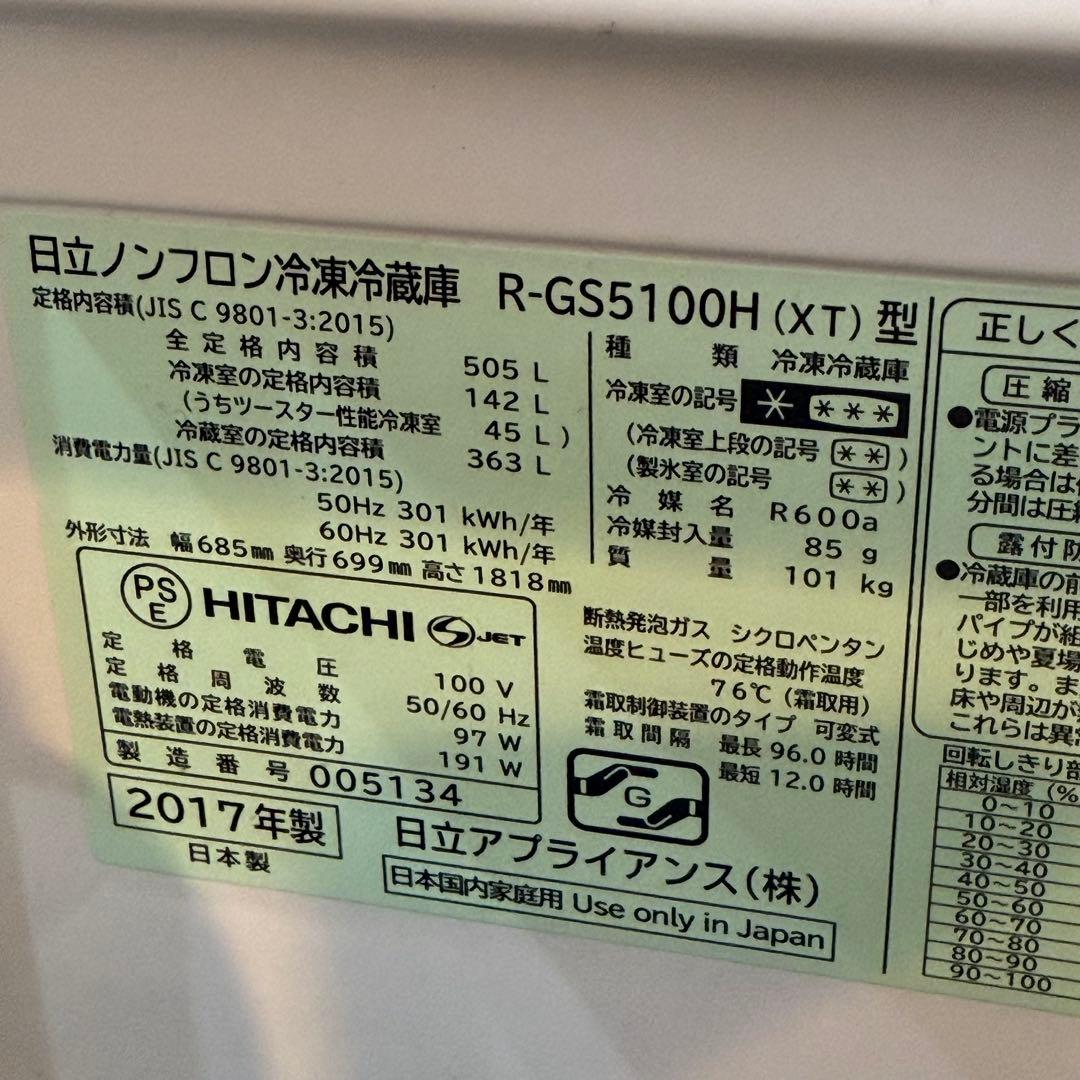 日立ノンフロン冷凍冷蔵庫 R-GS5100H (XT) 型
定格内容積(JIS C 9801-3:2015)
全定格内容積 505 L
冷凍室の定格内容積 142 L
(うちツースター性能冷凍室 45 L)
冷蔵室の定格内容積 363 L
消費電力量(JIS C 9801-3:2015)
50Hz 301 kWh/年
60Hz 301 kWh/年
外形寸法 幅685mm 奥行699mm 高さ1818mm
種類 冷凍冷蔵庫
冷凍室の記号 * ***
(冷凍室上段の記号 **)
(製氷室の記号 **)
冷媒名 R600a
冷媒封入量 85 g
質量 101 kg
PSE HITACHI S JET
定格電圧 100 V
定格周波数 50/60 Hz
電動機の定格消費電力 97 W
電熱装置の定格消費電力 191 W
製造番号 005134
2017年製
日本製
断熱発泡ガス シクロペンタン
温度ヒューズの定格動作温度
76℃(霜取用)
霜取制御装置のタイプ 可変式
霜取間隔 最長 96.0 時間
最短 12.0 時間
G
日立アプライアンス(株)
日本国内家庭用 Use only in Japan
正しく
圧縮
●電源プラ
ントに差
る場合は
分間は圧
露付防
●冷蔵庫の前
一部を利用
パイプが組
じめや夏場
ります。ま
床や周辺が
これらは異常
回転しきり部
相対湿度(%
0～10
10～20
20～30
30～40
40～50
50～60
60～70
70～80
80～90
90～100